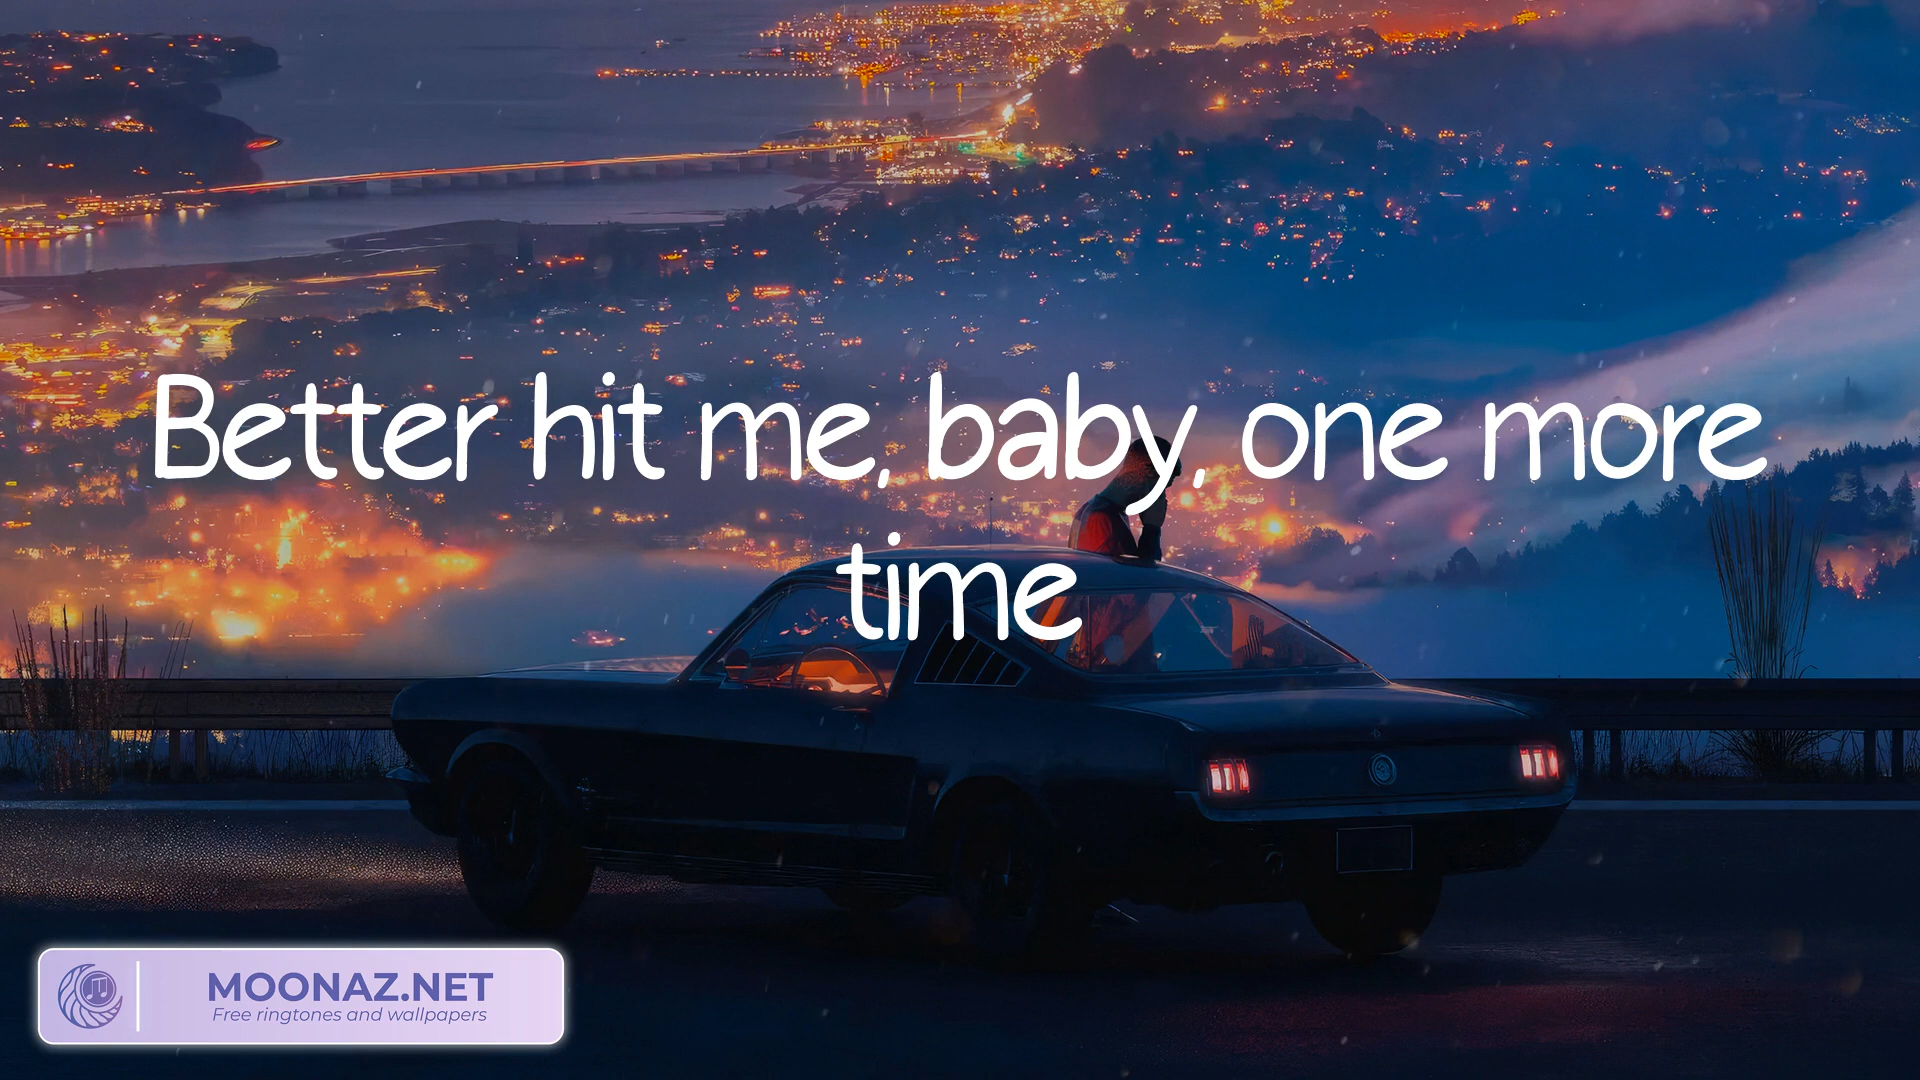 Better hit me, baby, one more
time
MOONAZ.NET
Free ringtones and wallpapers